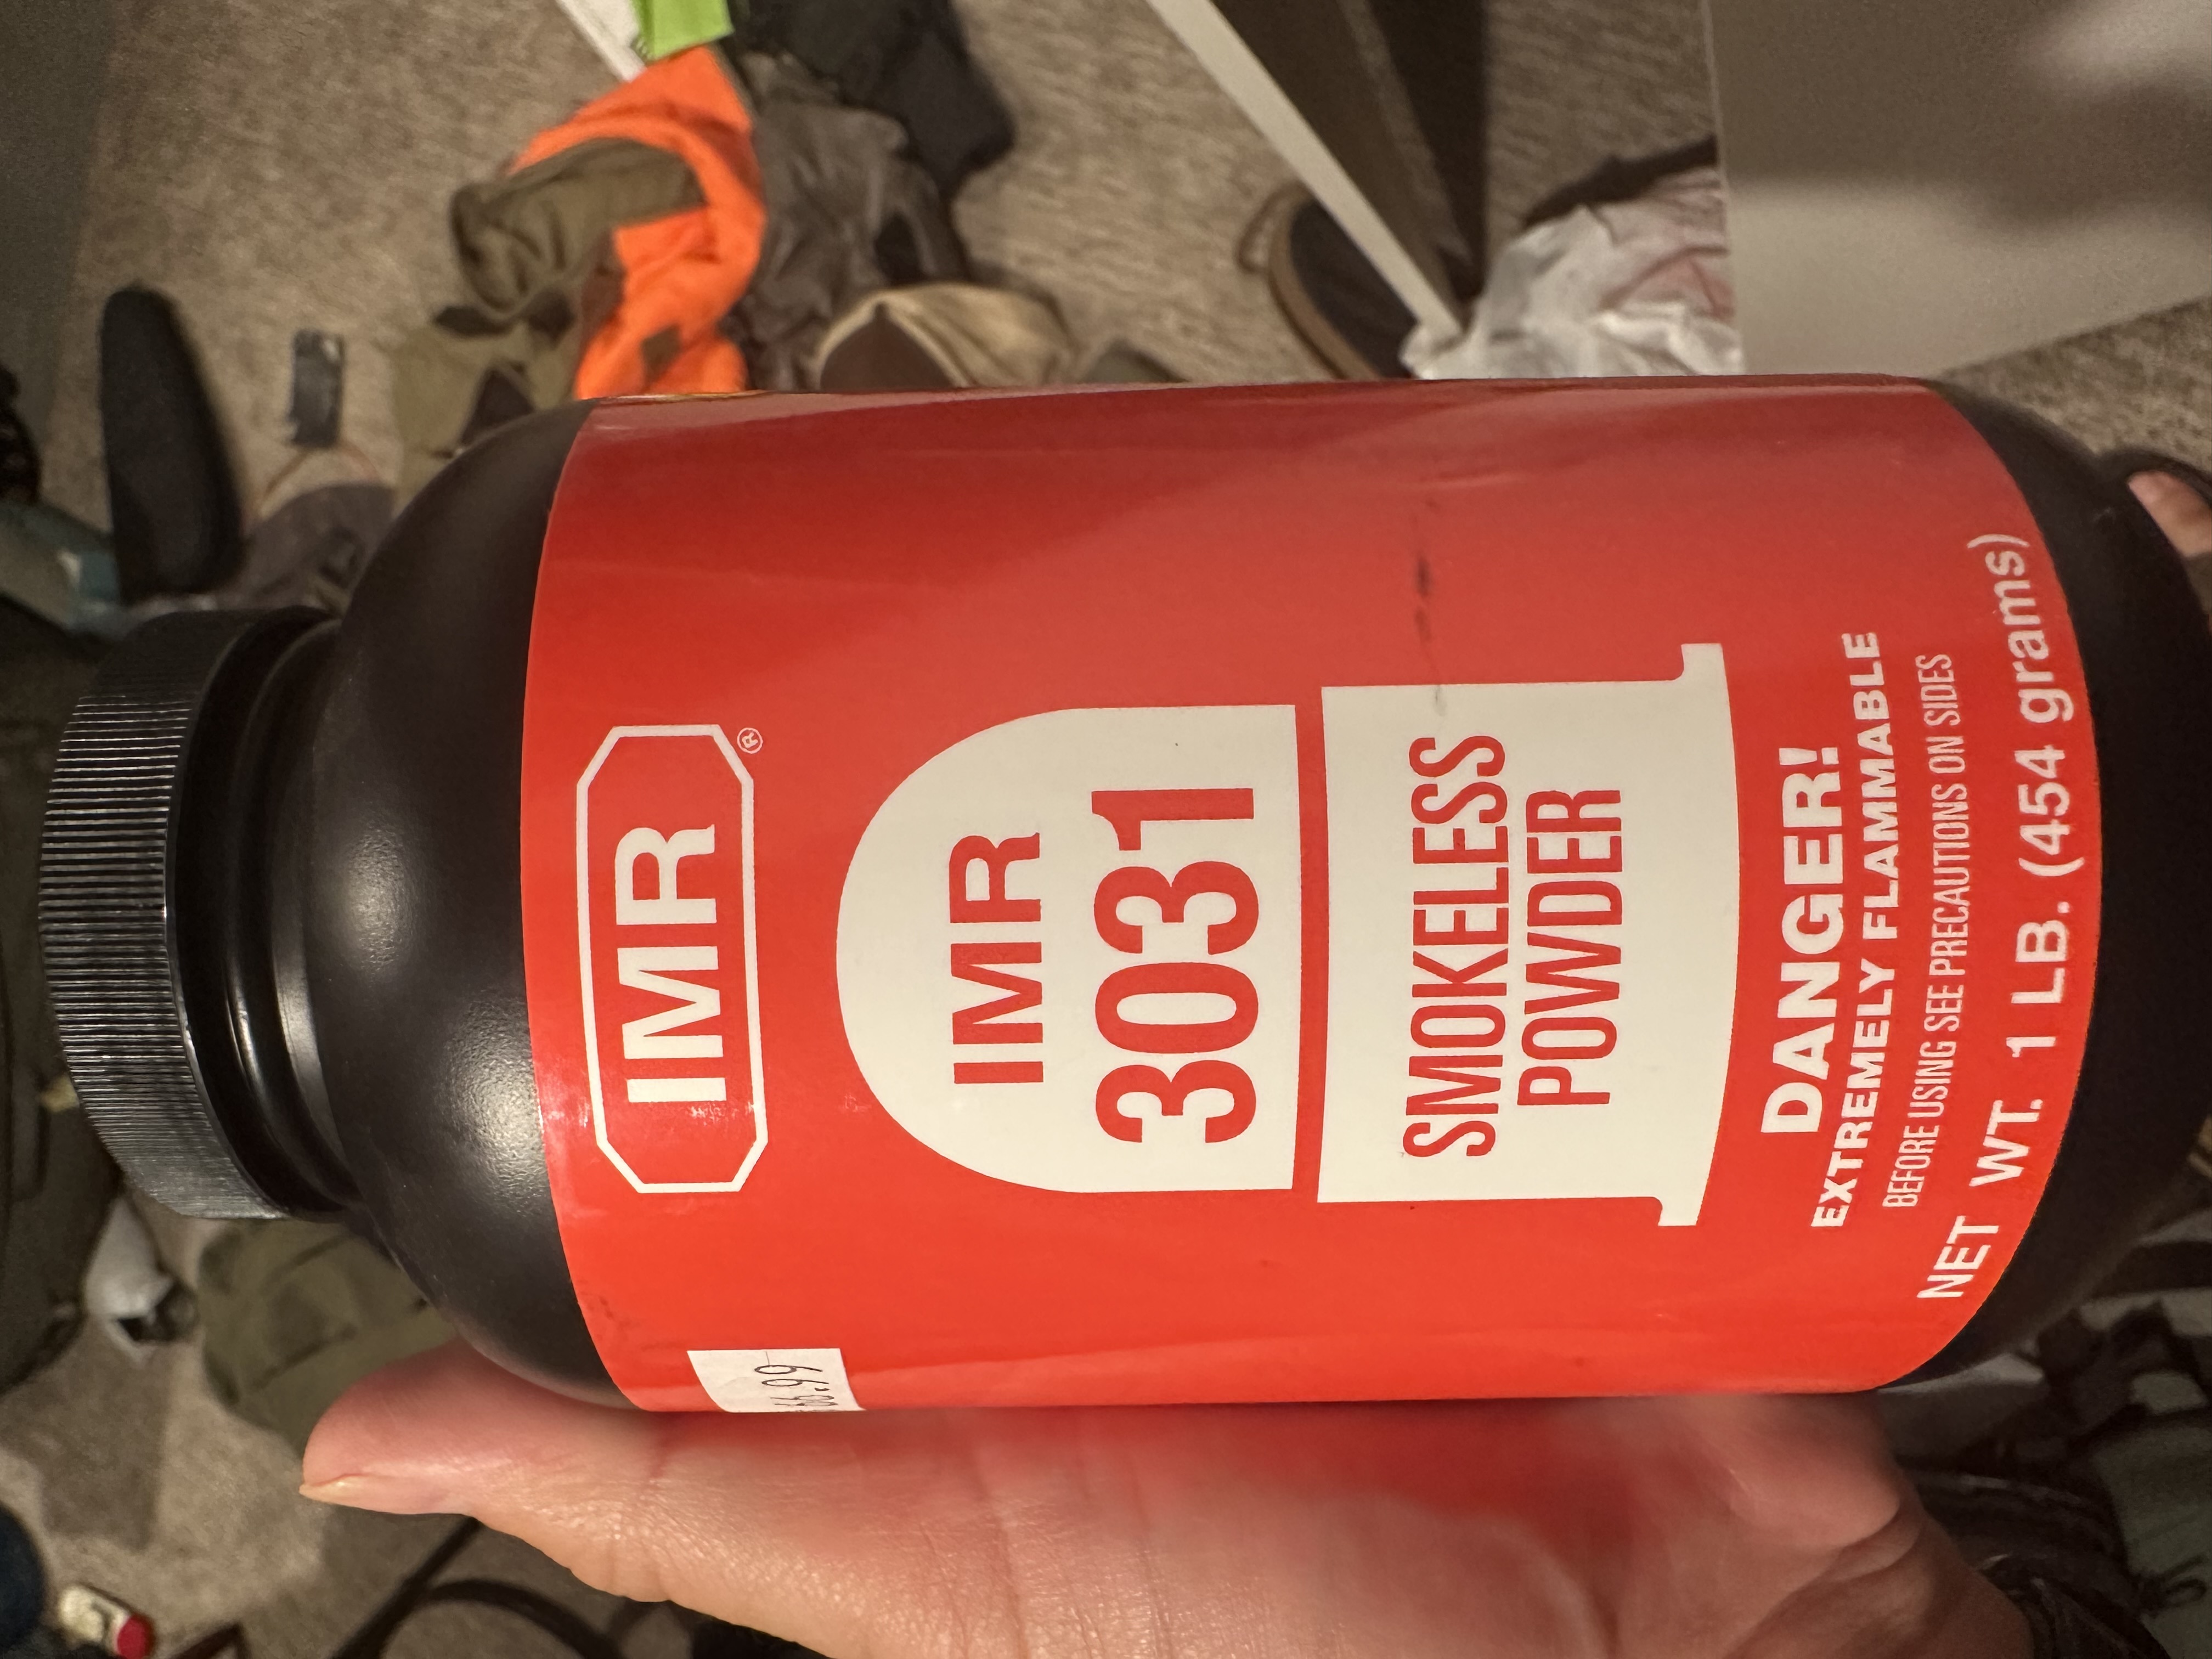 IMR®
IMR
3031
SMOKELESS
POWDER
DANGER!
EXTREMELY FLAMMABLE
BEFORE USING SEE PRECAUTIONS ON SIDES
NET WT. 1 LB. (454 grams)